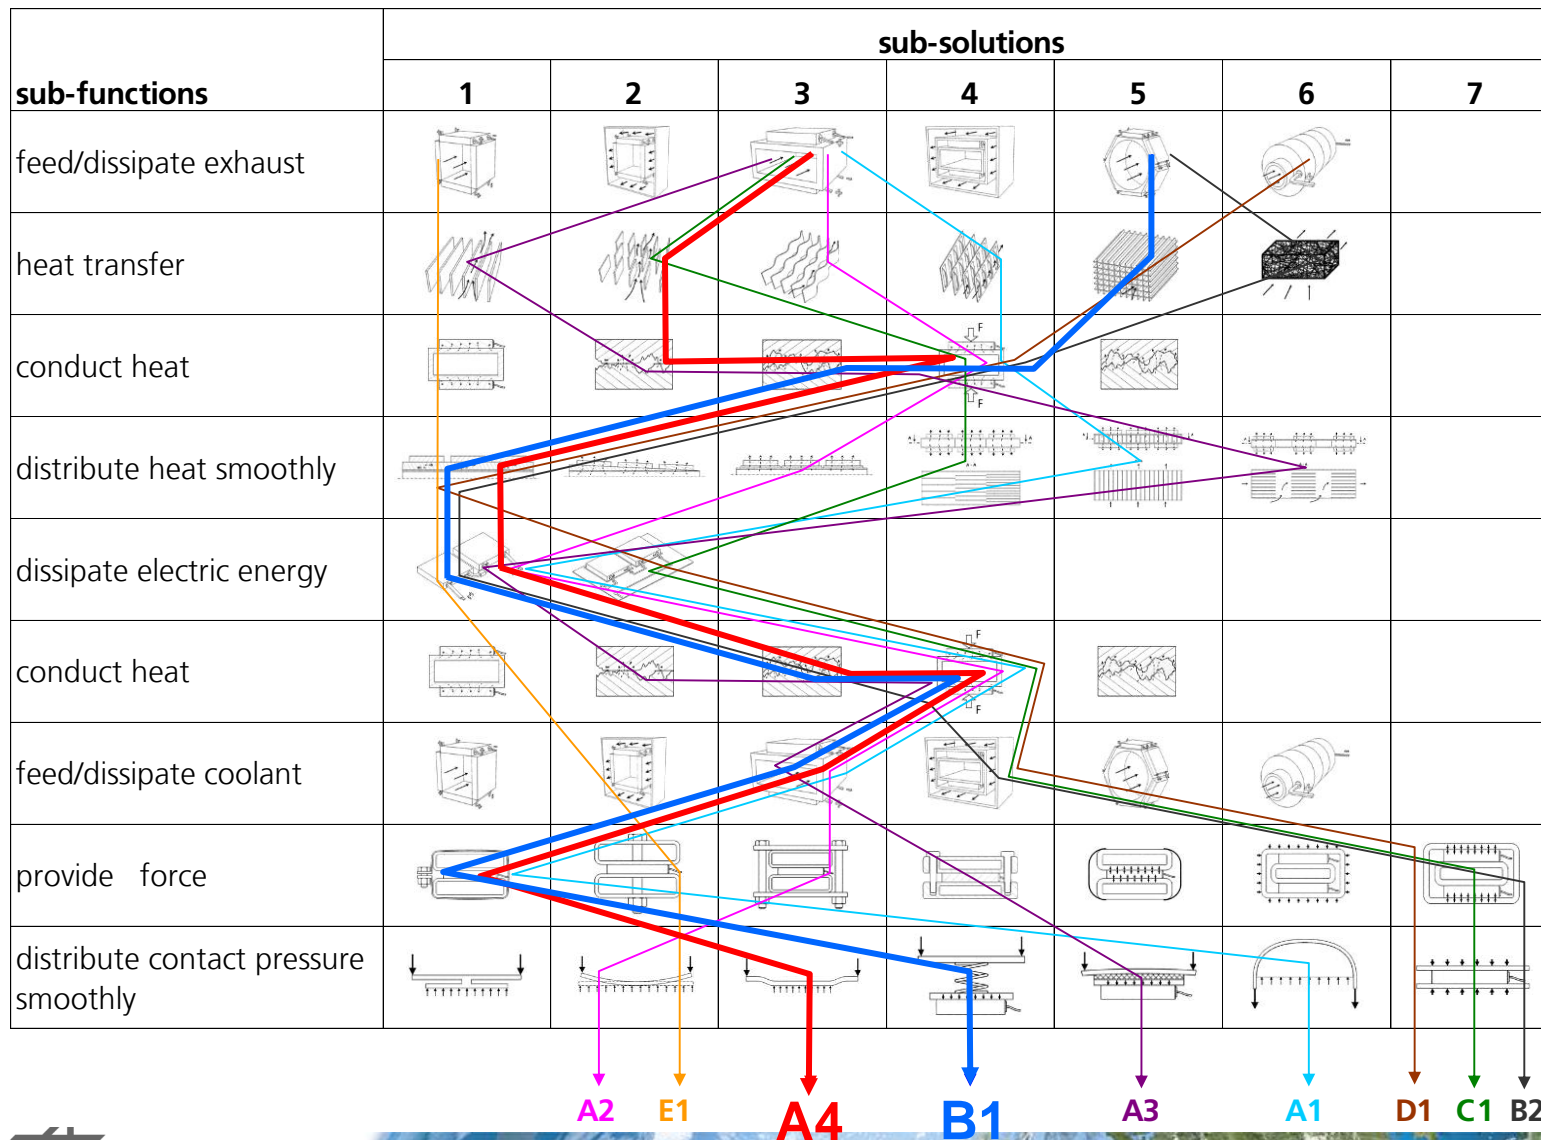 sub-solutions
sub-functions 1 2 3 4 5 6 7
feed/dissipate exhaust
heat transfer
conduct heat
F
F
distribute heat smoothly
dissipate electric energy
conduct heat
F
F
feed/dissipate coolant
provide force
distribute contact pressure
smoothly
A2 E1 A4 B1 A3 A1 D1 C1 B2